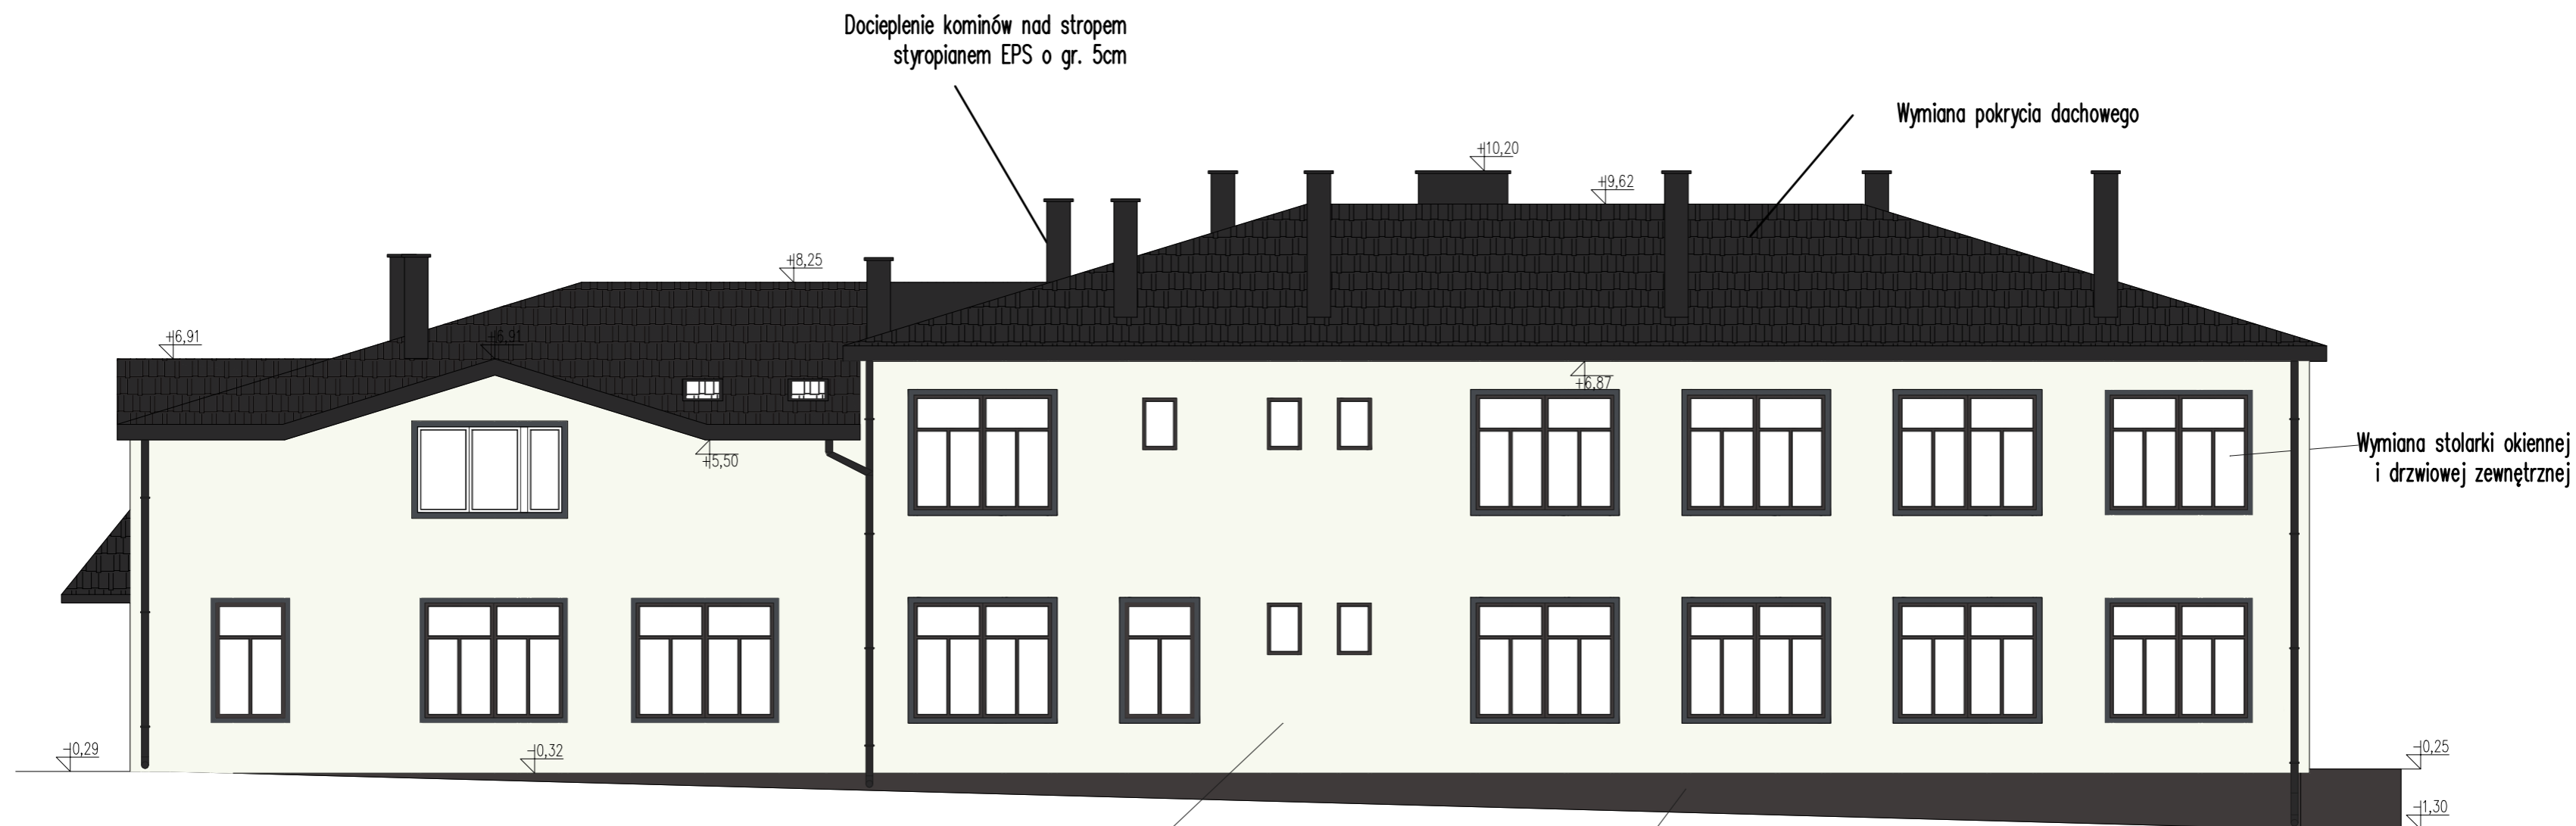 Docieplenie kominów nad stropem
styropianem EPS o gr. 5cm
Wymiana pokrycia dachowego
+10,20
+9,62
+8,25
+6,91
+6,91
+6,87
+5,50
Wymiana stolarki okiennej
i drzwiowej zewnętrznej
-0,29
-0,32
-0,25
-1,30